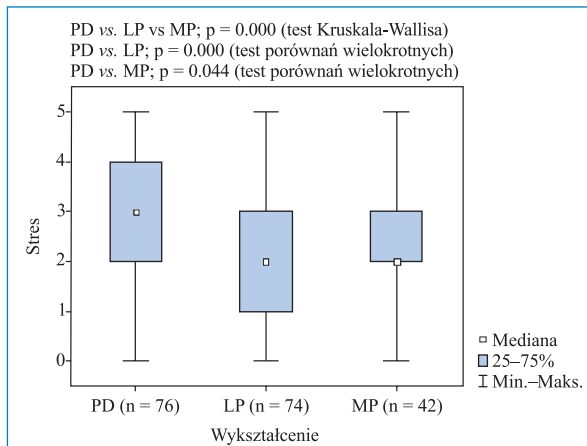 PD vs. LP vs MP; p = 0.000 (test Kruskala-Wallisa)
PD vs. LP; p = 0.000 (test porównań wielokrotnych)
PD vs. MP; p = 0.044 (test porównań wielokrotnych)
5
4
3
2
1
0
Stres
PD (n = 76) LP (n = 74) MP (n = 42)
Wykształcenie
Mediana
25–75%
Min.–Maks.